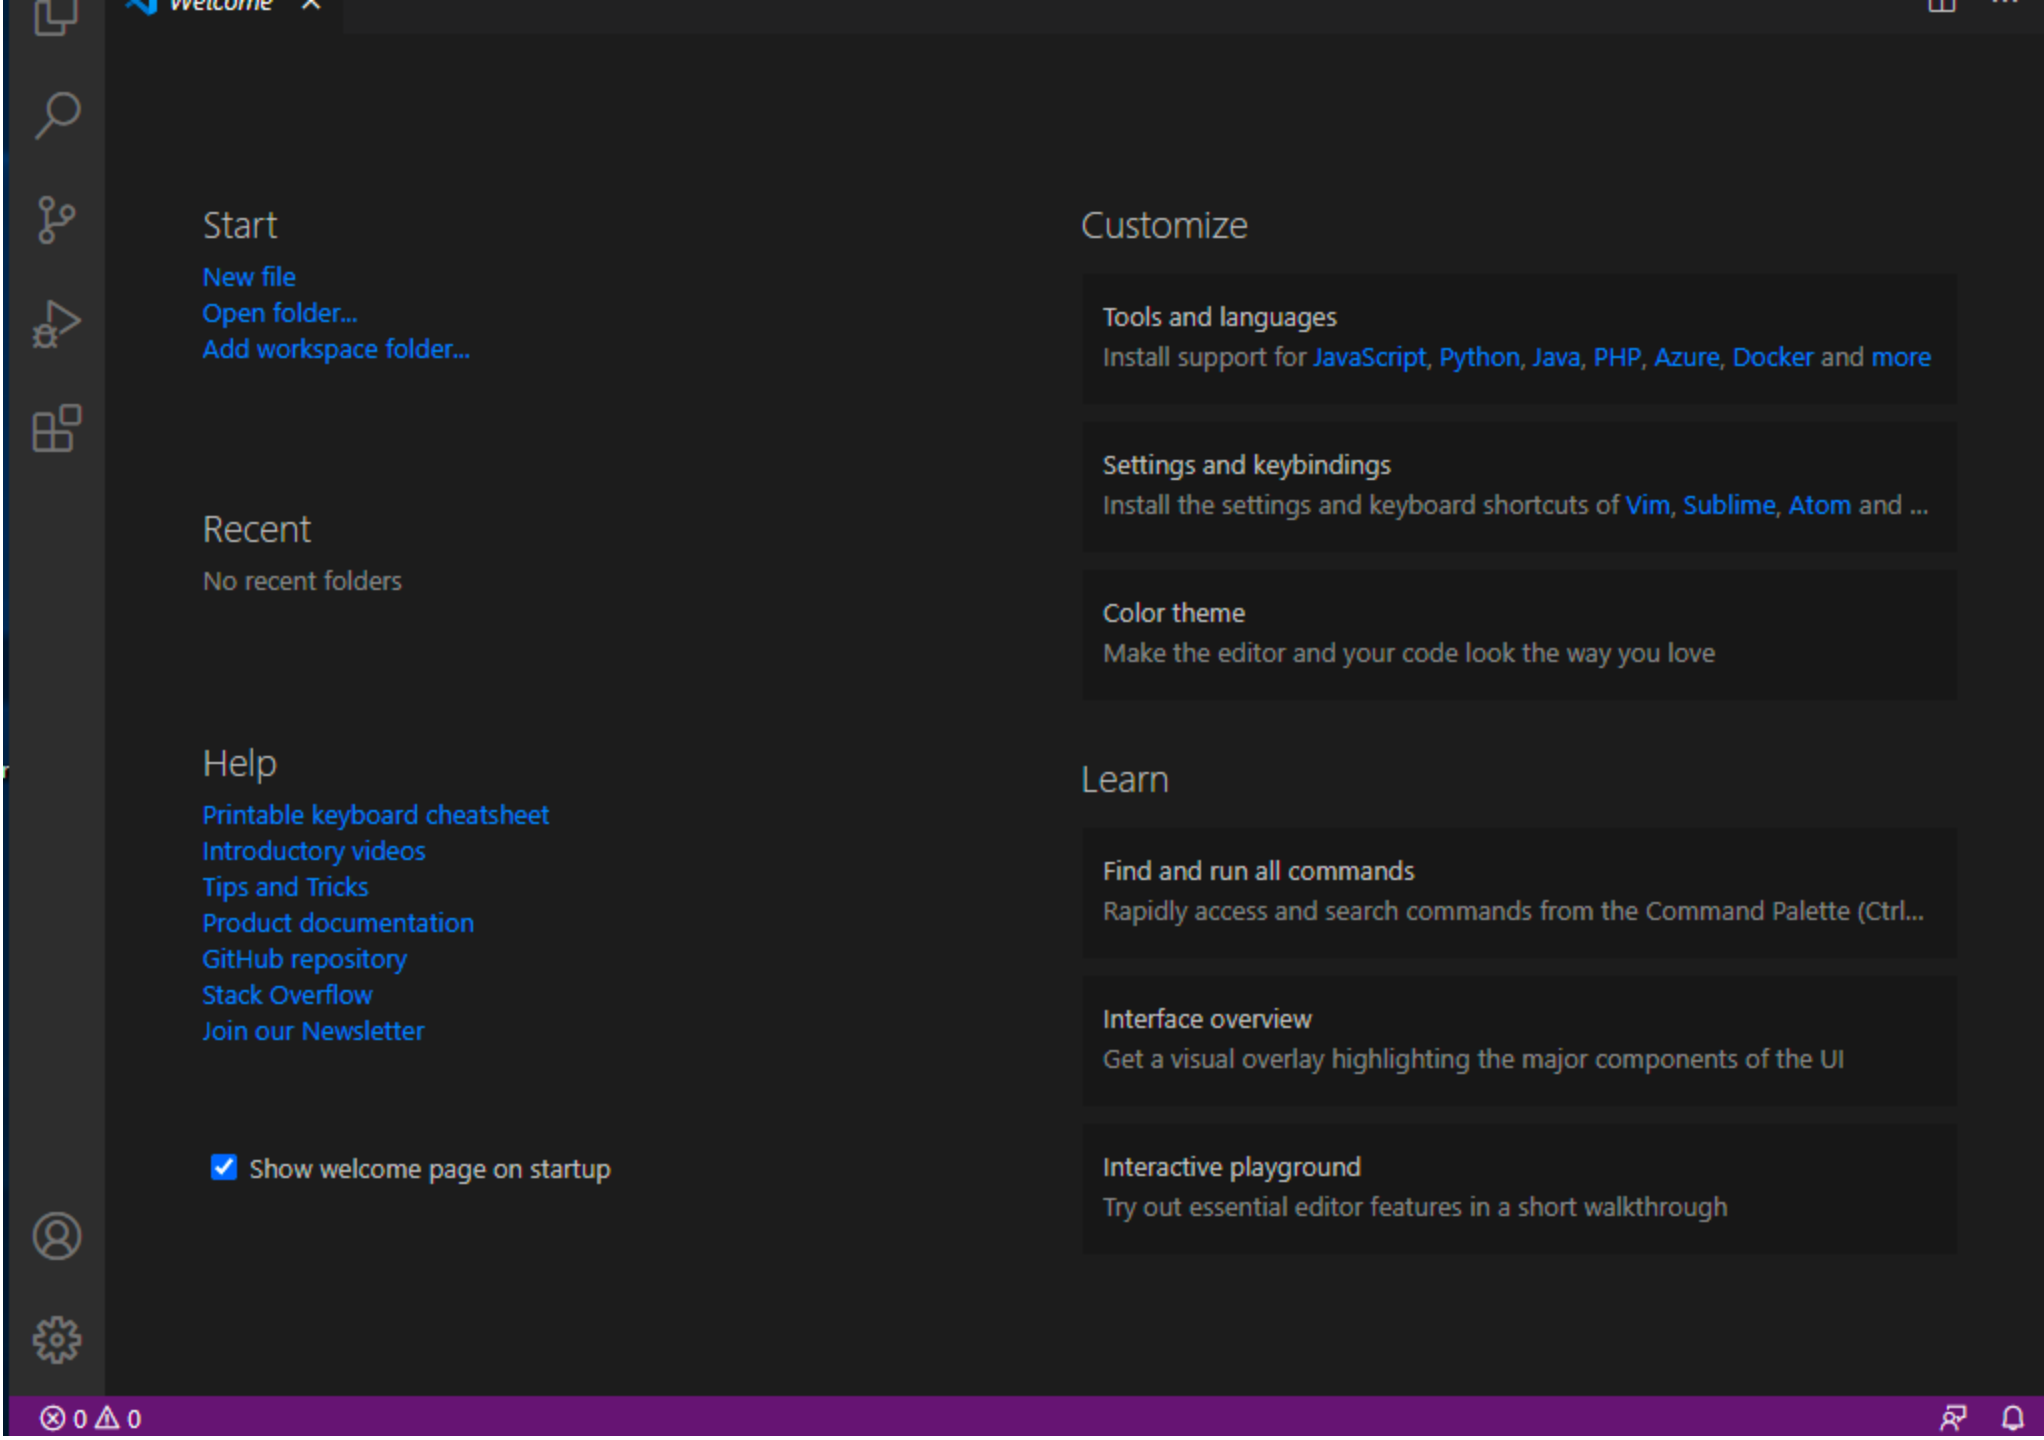 Welcome
Start
New file
Open folder...
Add workspace folder...
Recent
No recent folders
Help
Printable keyboard cheatsheet
Introductory videos
Tips and Tricks
Product documentation
GitHub repository
Stack Overflow
Join our Newsletter
Show welcome page on startup
Customize
Tools and languages
Install support for JavaScript, Python, Java, PHP, Azure, Docker and more
Settings and keybindings
Install the settings and keyboard shortcuts of Vim, Sublime, Atom and ...
Color theme
Make the editor and your code look the way you love
Learn
Find and run all commands
Rapidly access and search commands from the Command Palette (Ctrl...
Interface overview
Get a visual overlay highlighting the major components of the UI
Interactive playground
Try out essential editor features in a short walkthrough
0 0